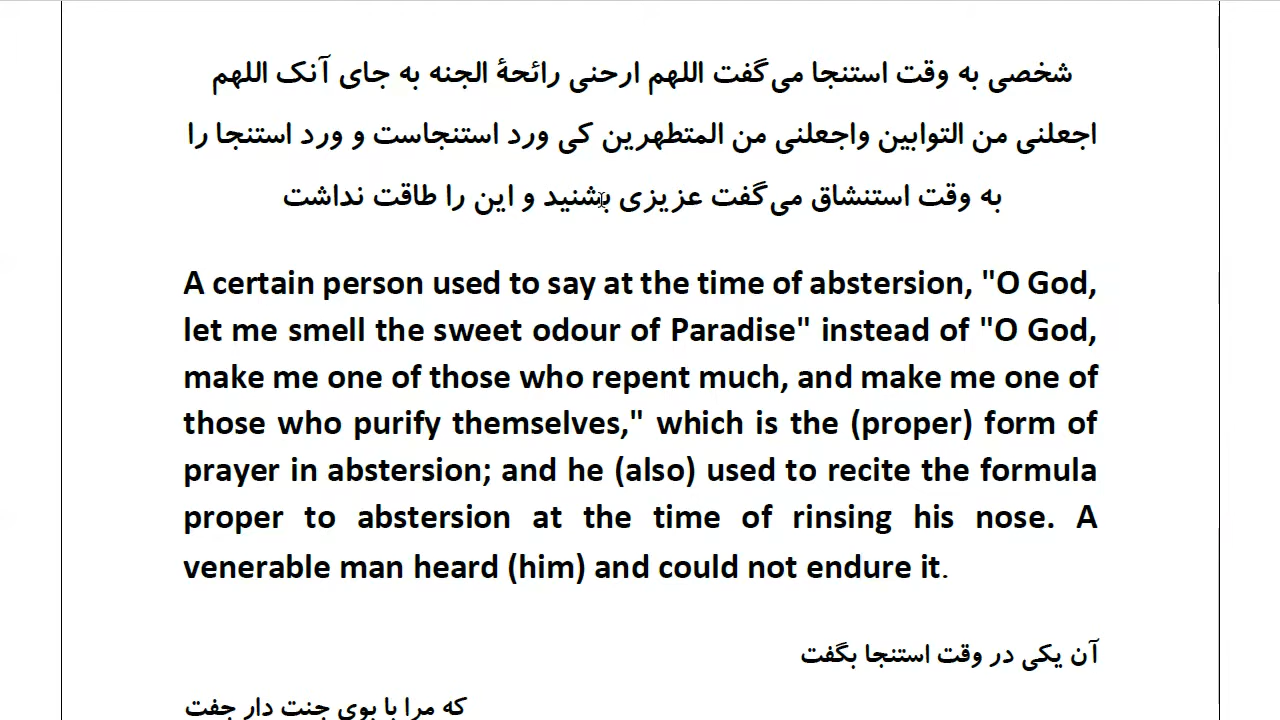 شخصی به وقت استنجا می‌گفت اللهم ارحنی رائحهٔ الجنه به جای آنک اللهم
اجعلنی من التوابین واجعلنی من المتطهرین کی ورد استنجاست و ورد استنجا را
به وقت استنشاق می‌گفت عزیزی بشنید و این را طاقت نداشت
A certain person used to say at the time of abstersion, "O God,
let me smell the sweet odour of Paradise" instead of "O God,
make me one of those who repent much, and make me one of
those who purify themselves," which is the (proper) form of
prayer in abstersion; and he (also) used to recite the formula
proper to abstersion at the time of rinsing his nose. A
venerable man heard (him) and could not endure it.
آن یکی در وقت استنجا بگفت
که مرا با بوی جنت دار جفت